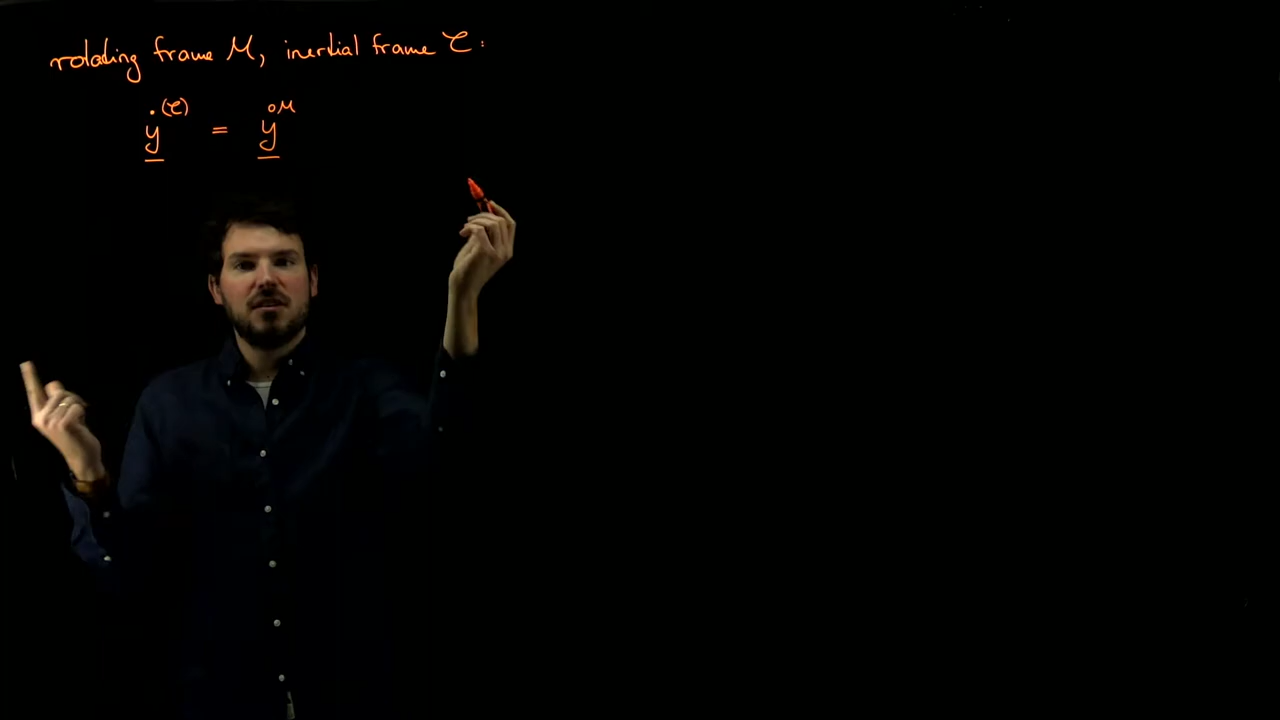 rotating frame M, inertial frame C:
ẏ^(C) = ẙ^M